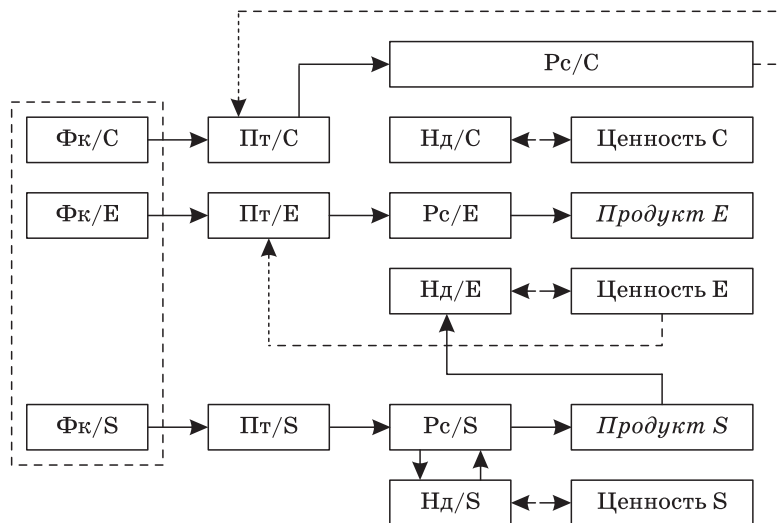 Рс/С
Фк/С
Пт/С
Нд/С
Ценность С
Фк/Е
Пт/Е
Рс/Е
Продукт Е
Нд/Е
Ценность Е
Фк/S
Пт/S
Рс/S
Продукт S
Нд/S
Ценность S